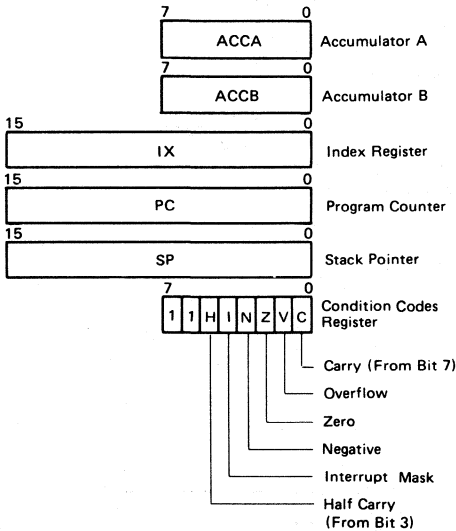 7 0
ACCA Accumulator A
7 0
ACCB Accumulator B
15 0
IX Index Register
15 0
PC Program Counter
15 0
SP Stack Pointer
7 0
1 1 H I N Z V C Condition Codes
Register
Carry (From Bit 7)
Overflow
Zero
Negative
Interrupt Mask
Half Carry
(From Bit 3)